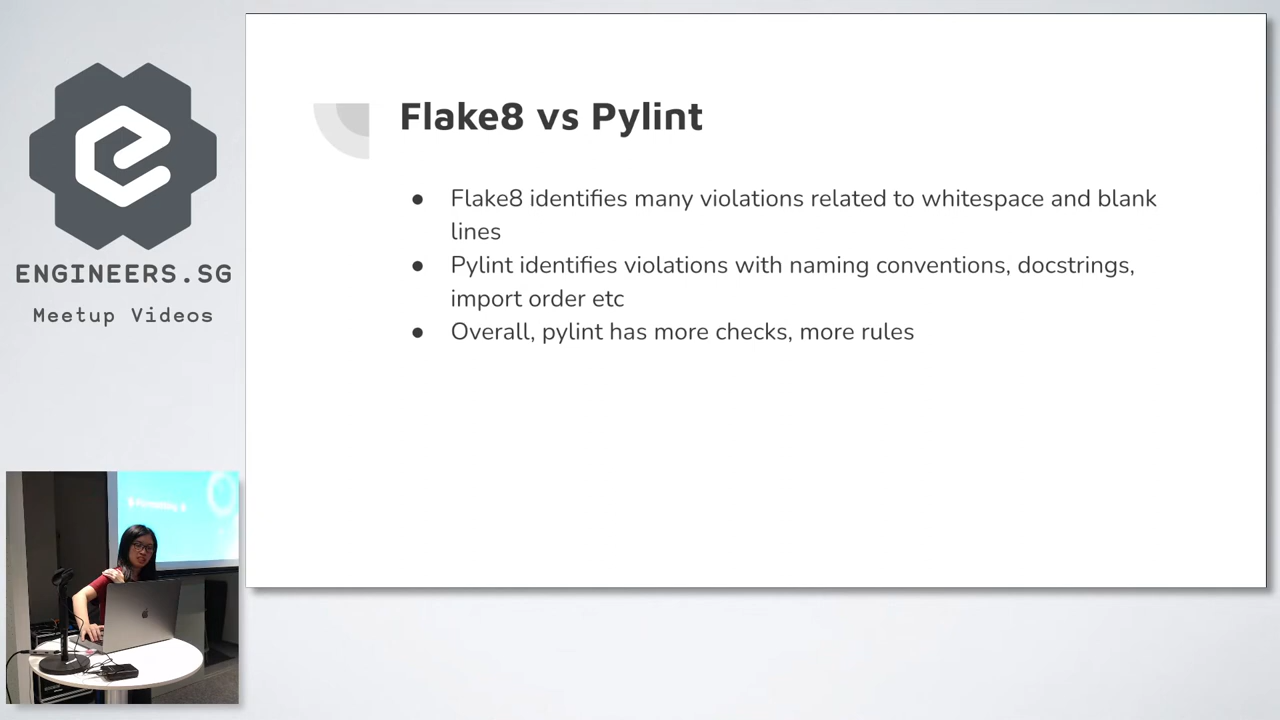 ENGINEERS.SG
Meetup Videos
Flake8 vs Pylint
● Flake8 identifies many violations related to whitespace and blank
lines
● Pylint identifies violations with naming conventions, docstrings,
import order etc
● Overall, pylint has more checks, more rules